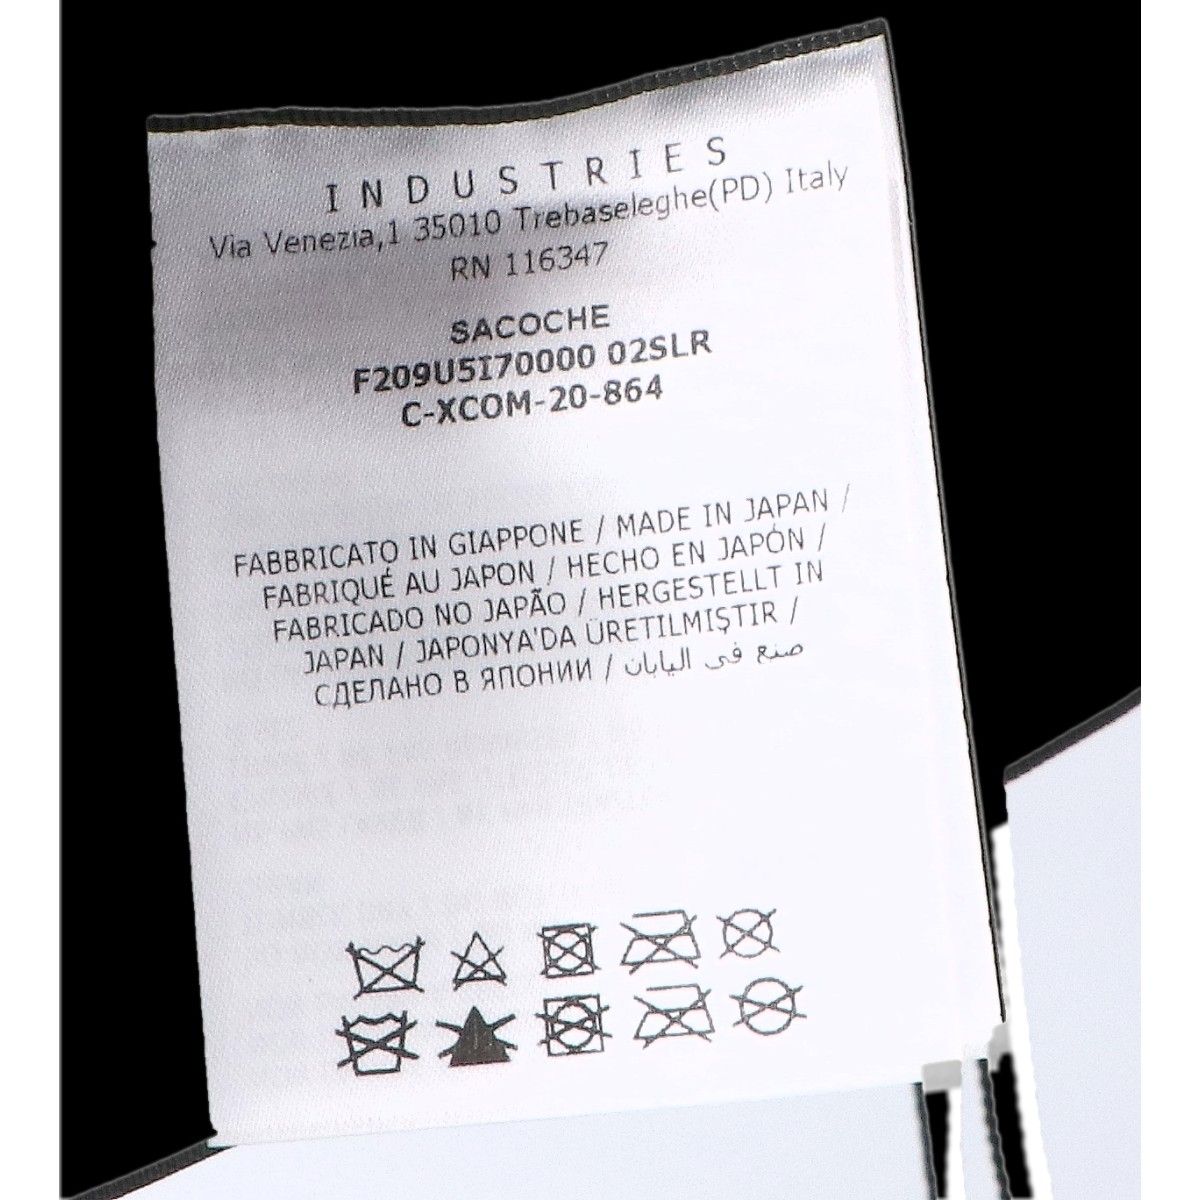 INDUSTRIES
Via Venezia,1 35010 Trebaseleghe(PD) Italy
RN 116347
SACOCHE
F209U5I70000 02SLR
C-XCOM-20-864
FABBRICATO IN GIAPPONE / MADE IN JAPAN /
FABRIQUÉ AU JAPON / HECHO EN JAPÓN /
FABRICADO NO JAPÃO / HERGESTELLT IN
JAPAN / JAPONYA'DA ÜRETILMIŞTIR /
СДЕЛАНО В ЯПОНИИ / صنع في اليابان